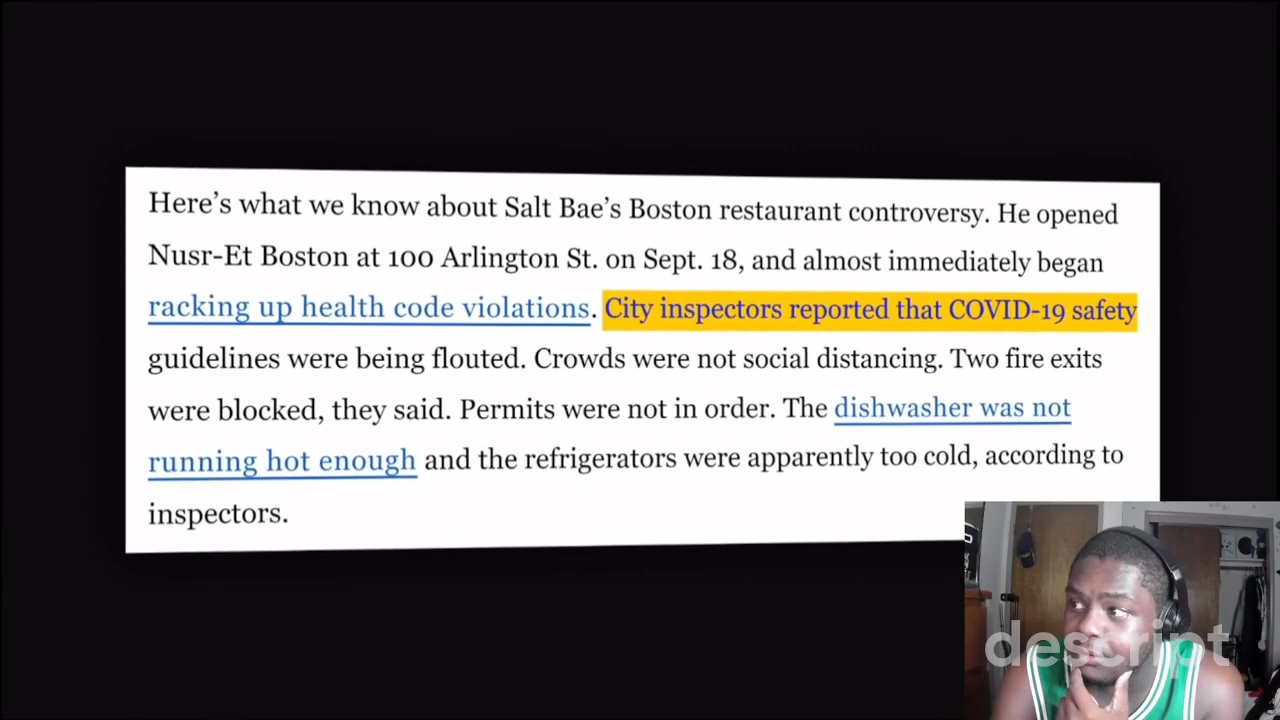 Here’s what we know about Salt Bae’s Boston restaurant controversy. He opened
Nusr-Et Boston at 100 Arlington St. on Sept. 18, and almost immediately began
racking up health code violations. City inspectors reported that COVID-19 safety
guidelines were being flouted. Crowds were not social distancing. Two fire exits
were blocked, they said. Permits were not in order. The dishwasher was not
running hot enough and the refrigerators were apparently too cold, according to
inspectors.
descript